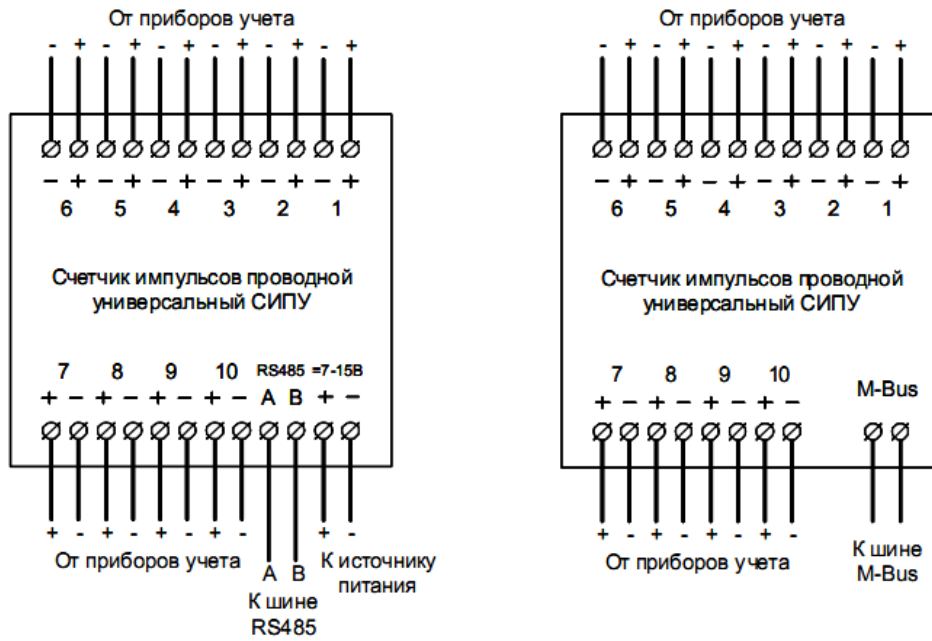 От приборов учета
- + - + - + - + - + - +
− + − + − + − + − + − +
6 5 4 3 2 1
Счетчик импульсов проводной
универсальный СИПУ
7 8 9 10 RS485 =7-15В
+ − + − + − + − A B + −
+ - + - + - + - + -
От приборов учета
A B
К источнику
питания
К шине
RS485
От приборов учета
- + - + - + - + - + - +
− + − + − + − + − + − +
6 5 4 3 2 1
Счетчик импульсов проводной
универсальный СИПУ
7 8 9 10
M-Bus
+ − + − + − + −
+ - + - + - + -
От приборов учета
К шине
M-Bus